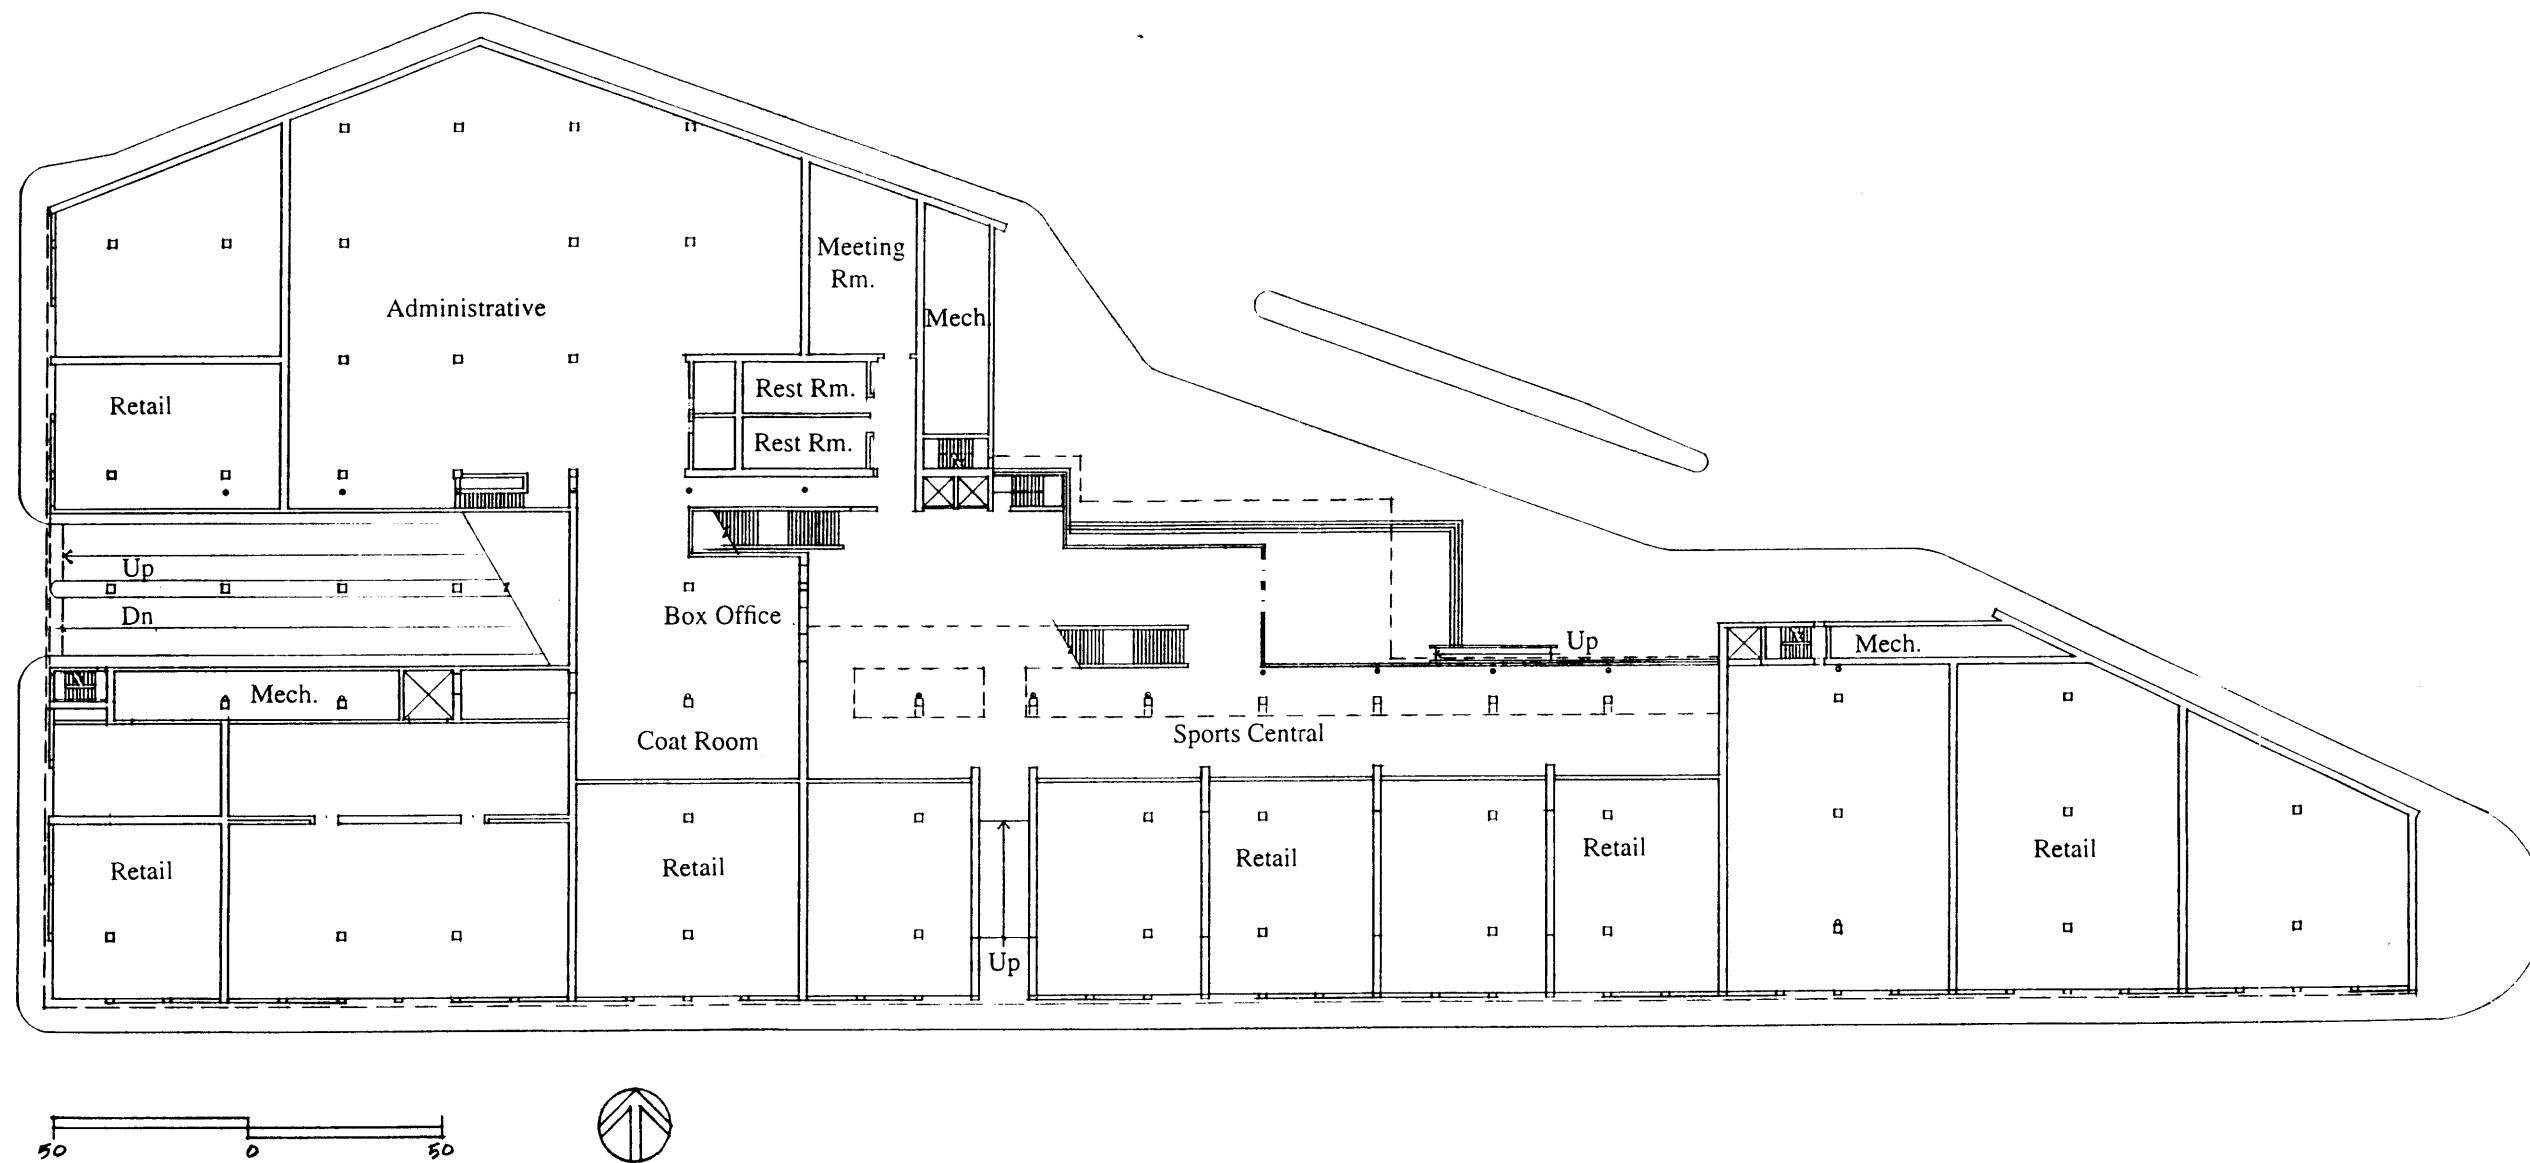 Meeting
Rm.
Administrative
Mech.
Rest Rm.
Retail
Rest Rm.
Up
Dn
Box Office
Up
Mech.
Mech.
Coat Room
Sports Central
Retail
Retail
Retail
Retail
Retail
Up
50
0
50